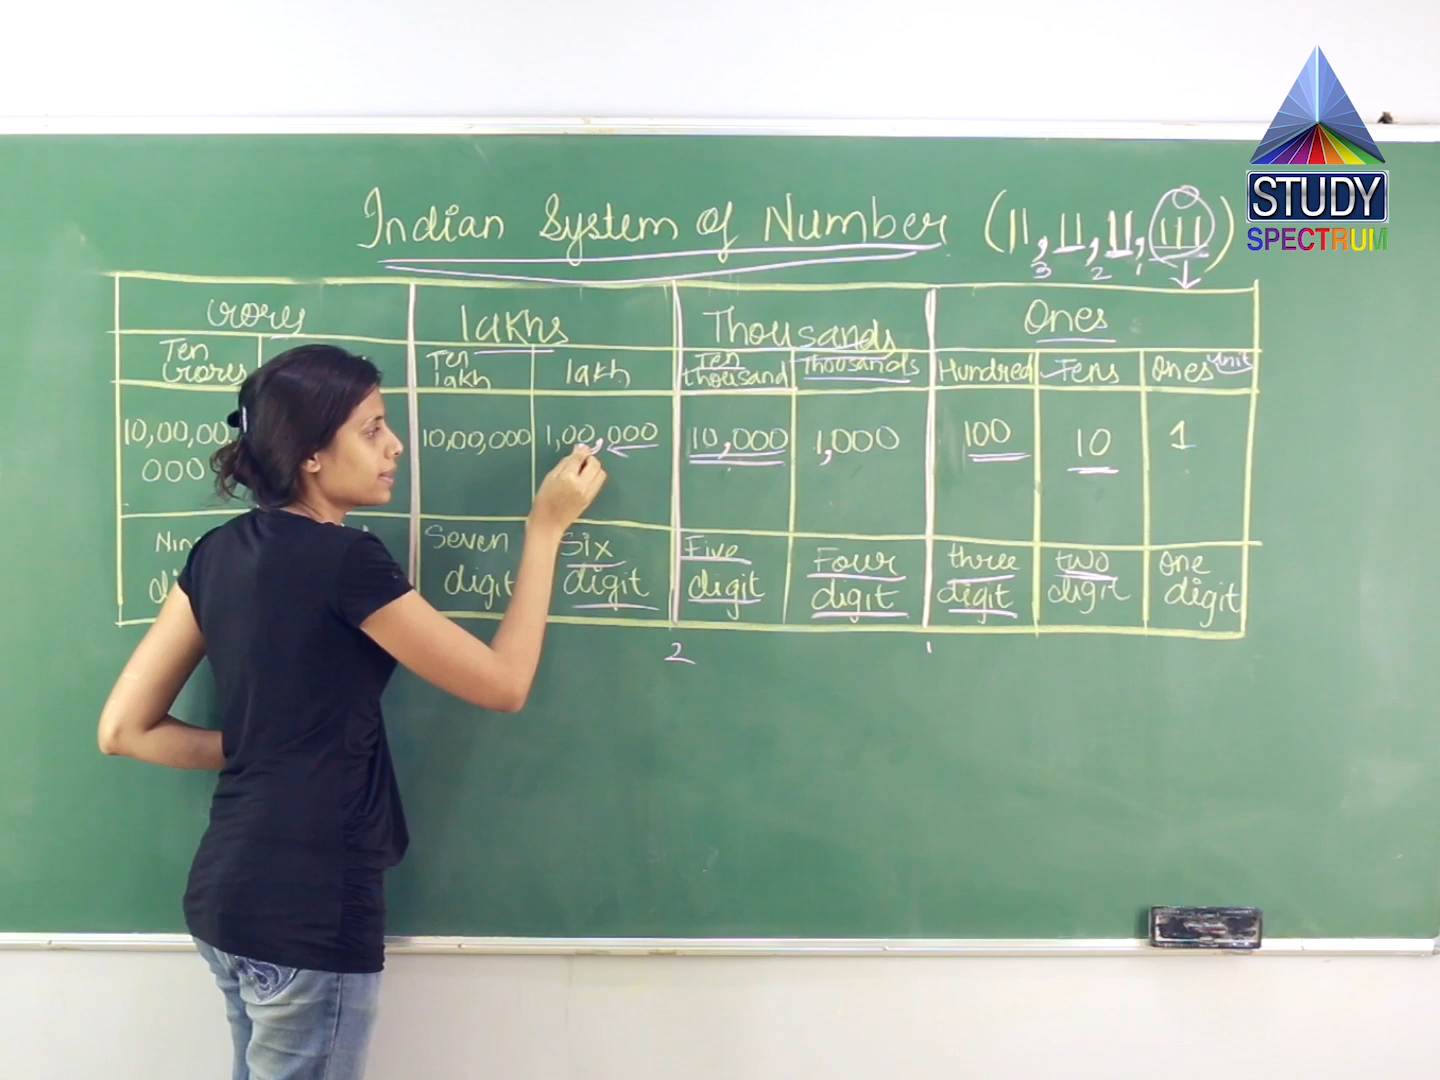 Indian System of Number (11,11,11,111)
3 2 1
STUDY
SPECTRUM
Crores lakhs Thousands Ones
Ten Crores Ten lakh lakh Ten thousand Thousands Hundred Tens Ones Unit
10,00,00, 10,00,000 1,00,000 10,000 1,000 100 10 1
000
Seven digit Six digit Five digit Four digit three digit two digit one digit
2 1